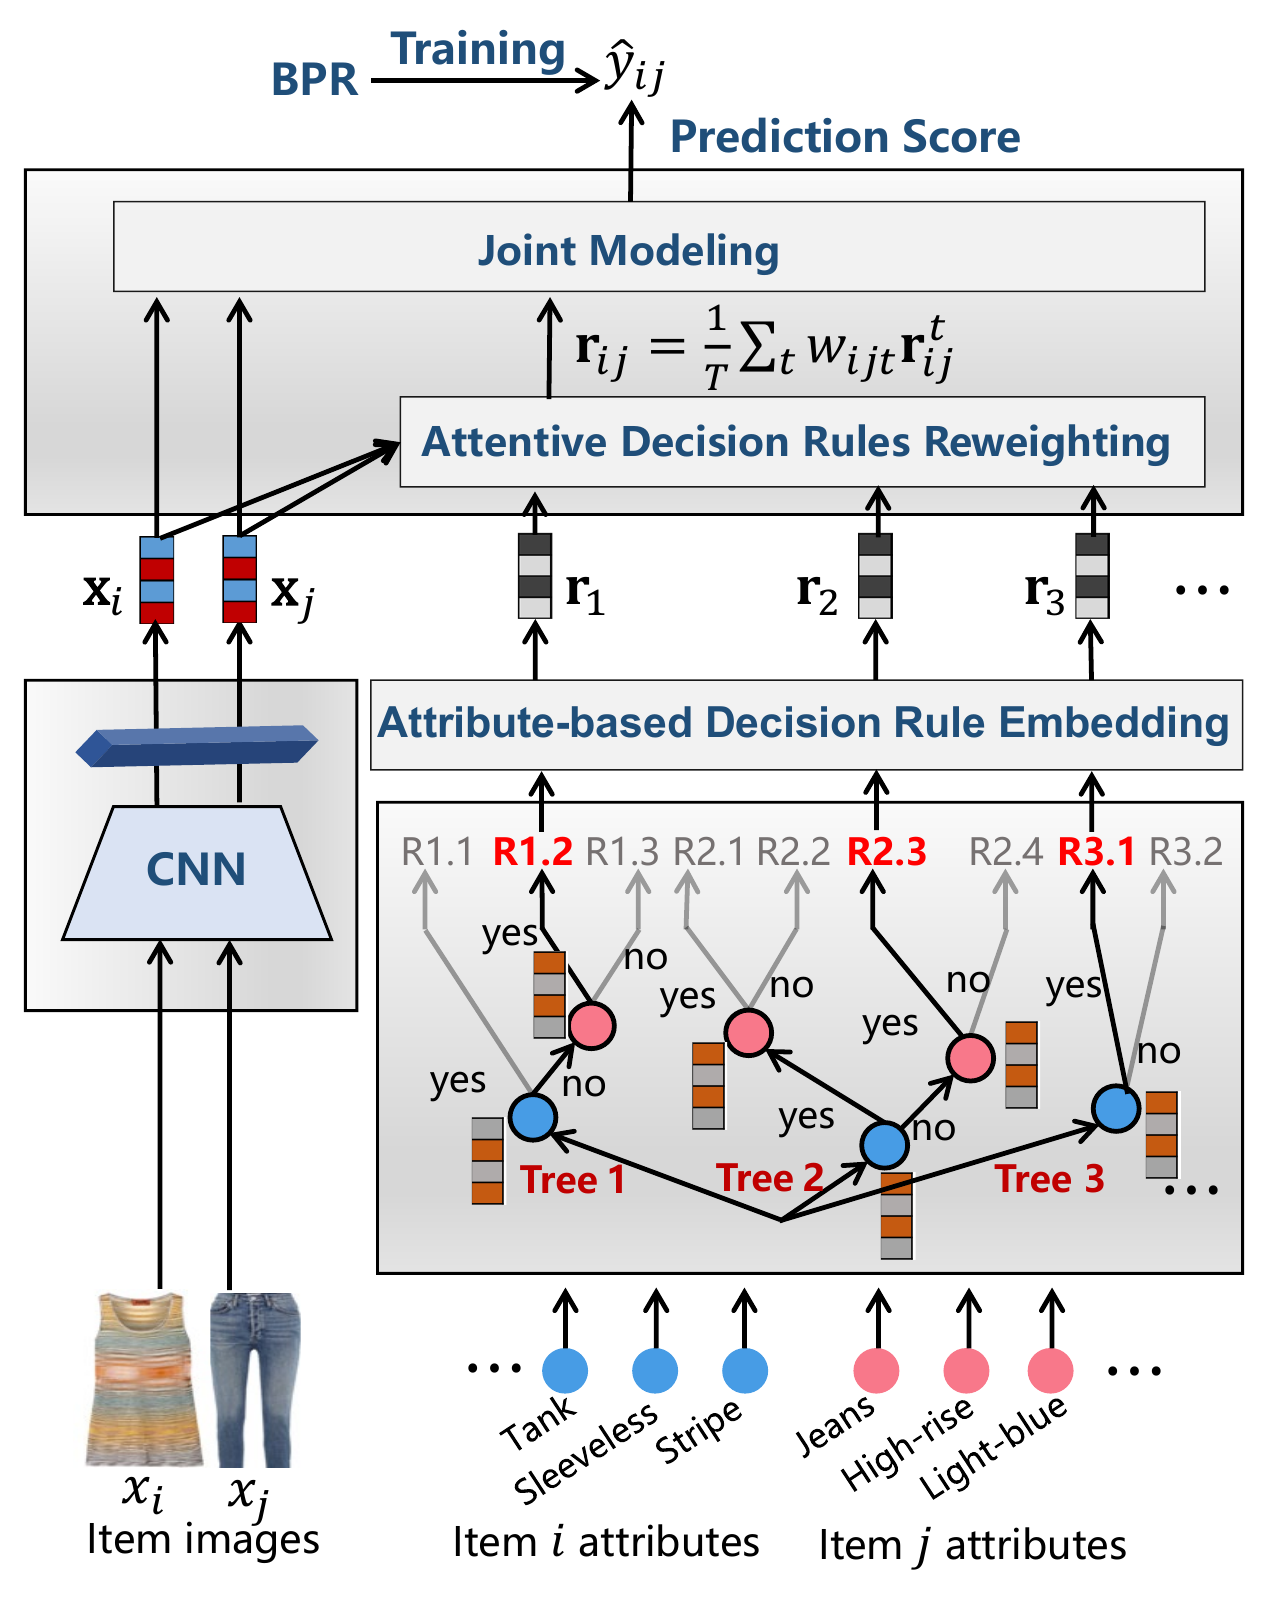 Training
BPR
ŷij
Prediction Score
Joint Modeling
rij = 1/T ∑t wijt r^t_ij
Attentive Decision Rules Reweighting
xi xj r1 r2 r3 ...
Attribute-based Decision Rule Embedding
CNN
R1.1 R1.2 R1.3 R2.1 R2.2 R2.3 R2.4 R3.1 R3.2
yes no yes no yes no yes no
yes no yes no
Tree 1 Tree 2 Tree 3 ...
... Tank Sleeveless Stripe Jeans High-rise Light-blue ...
xi xj
Item images
Item i attributes
Item j attributes